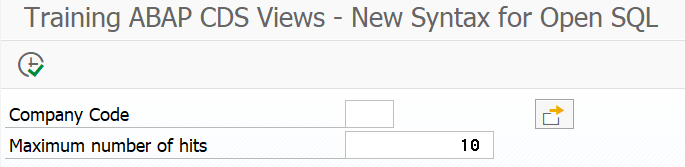 Training ABAP CDS Views - New Syntax for Open SQL
Company Code
Maximum number of hits 10